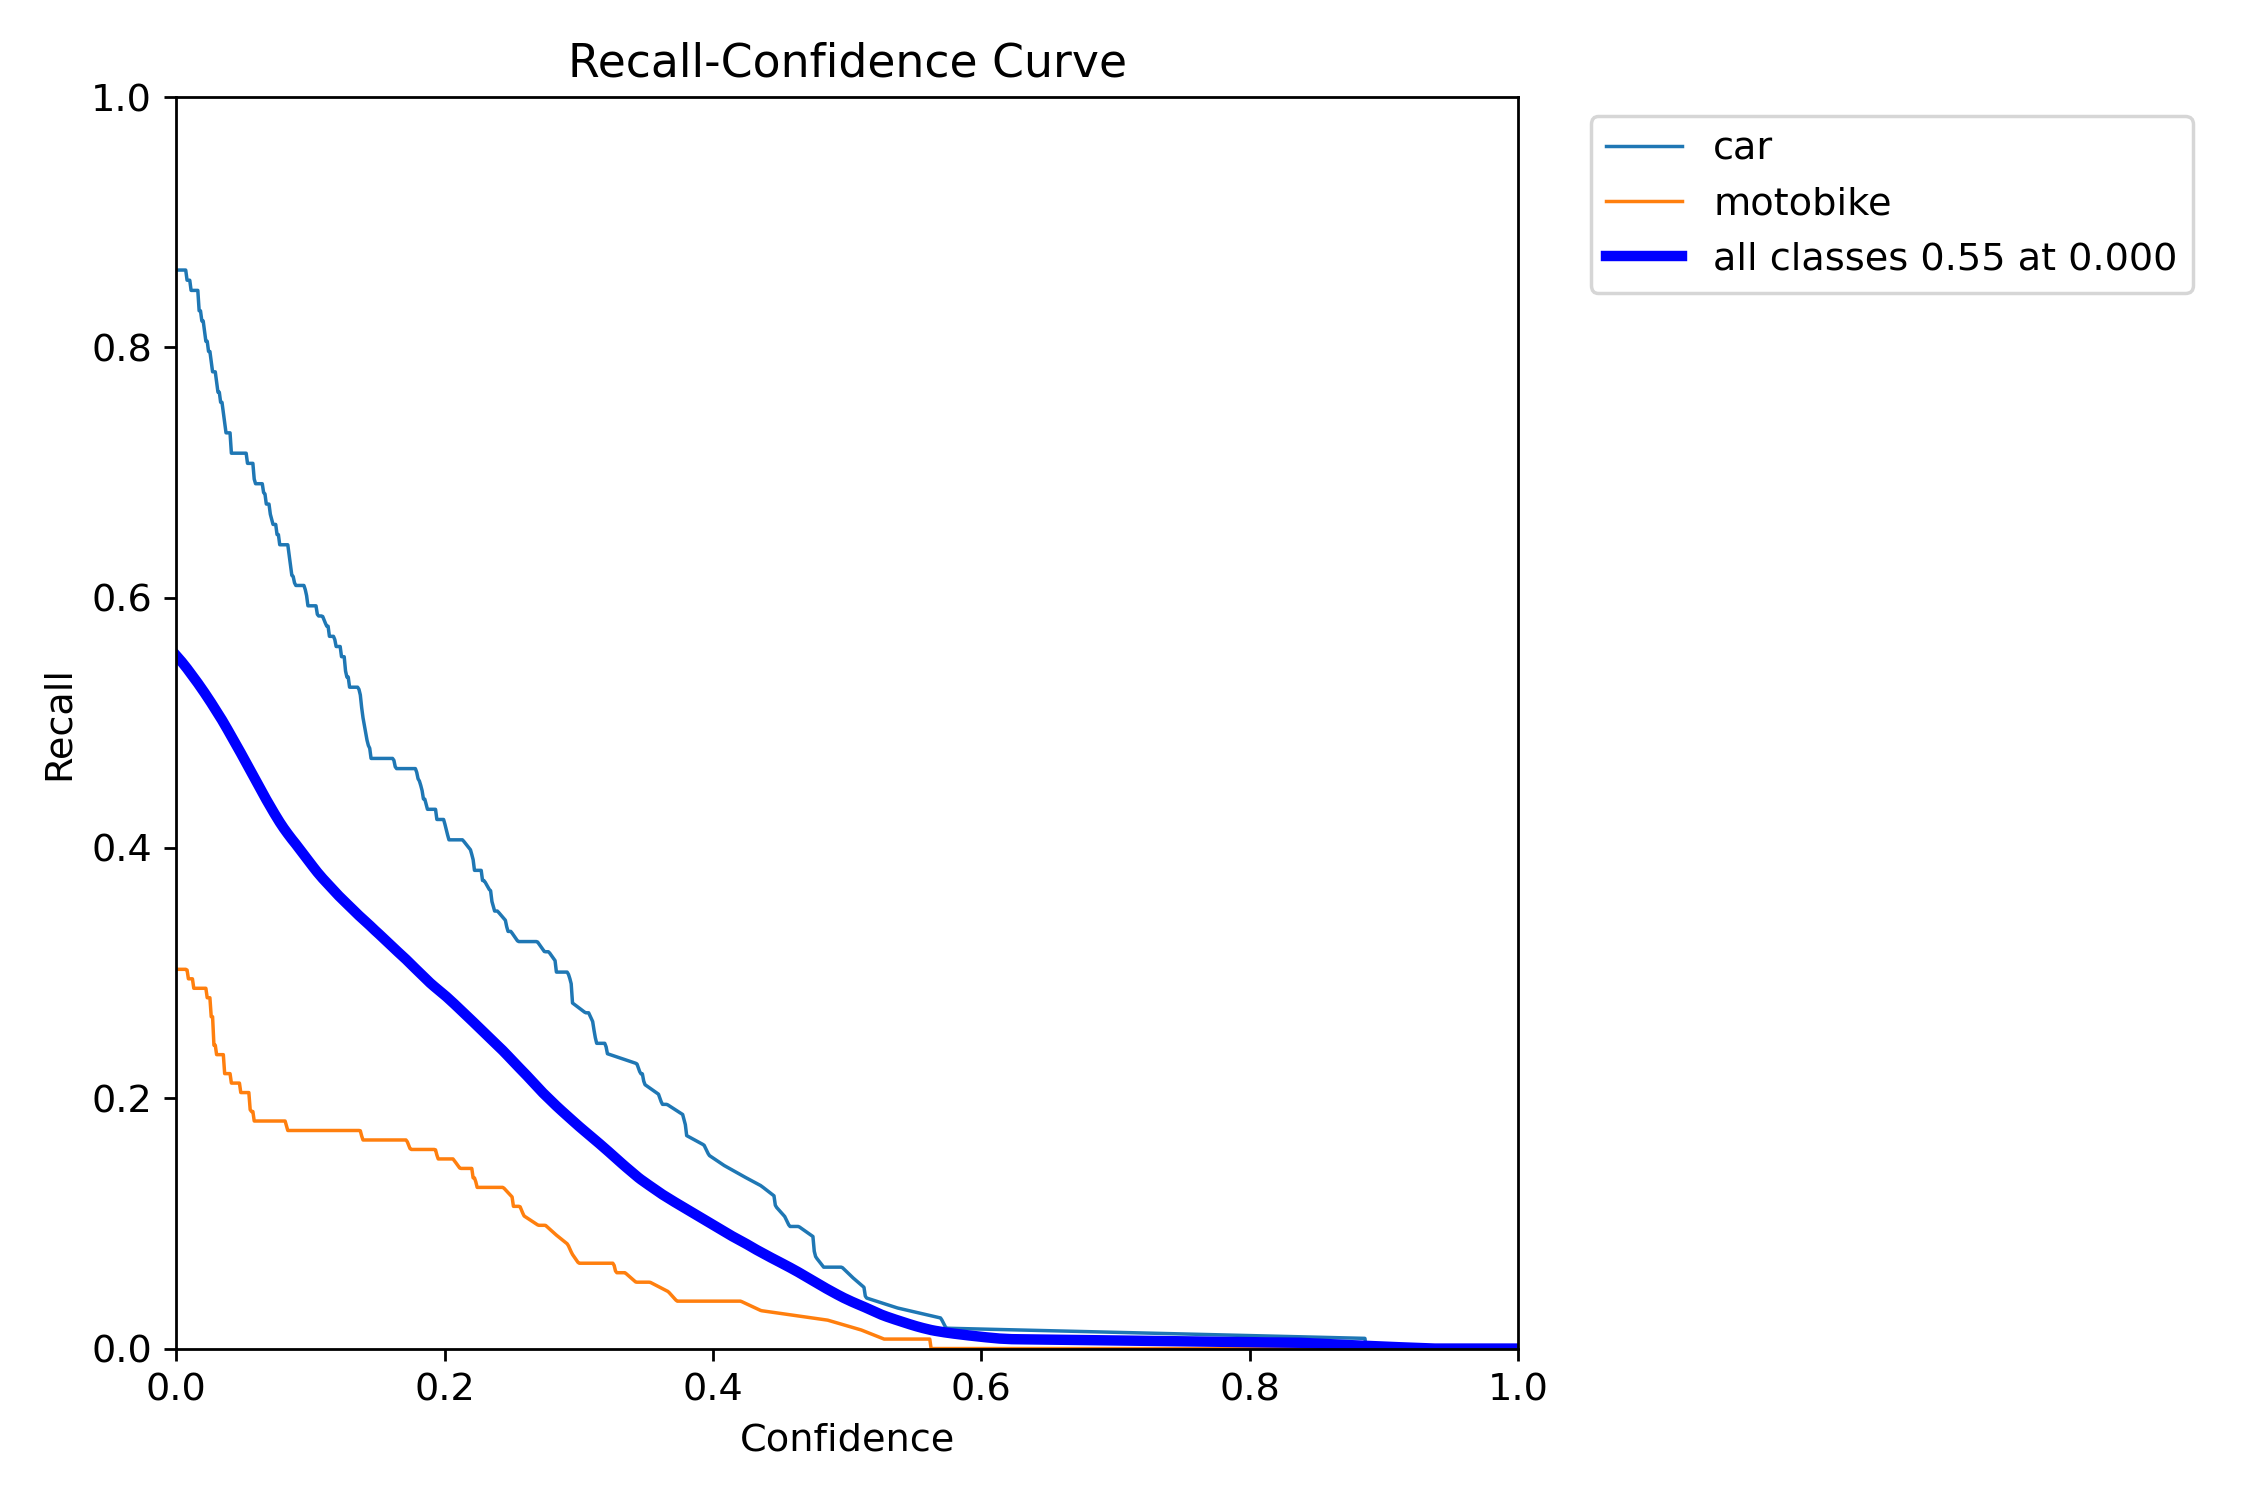 Recall-Confidence Curve
1.0
0.8
0.6
0.4
0.2
0.0
Recall
0.0 0.2 0.4 0.6 0.8 1.0
Confidence
car
motobike
all classes 0.55 at 0.000